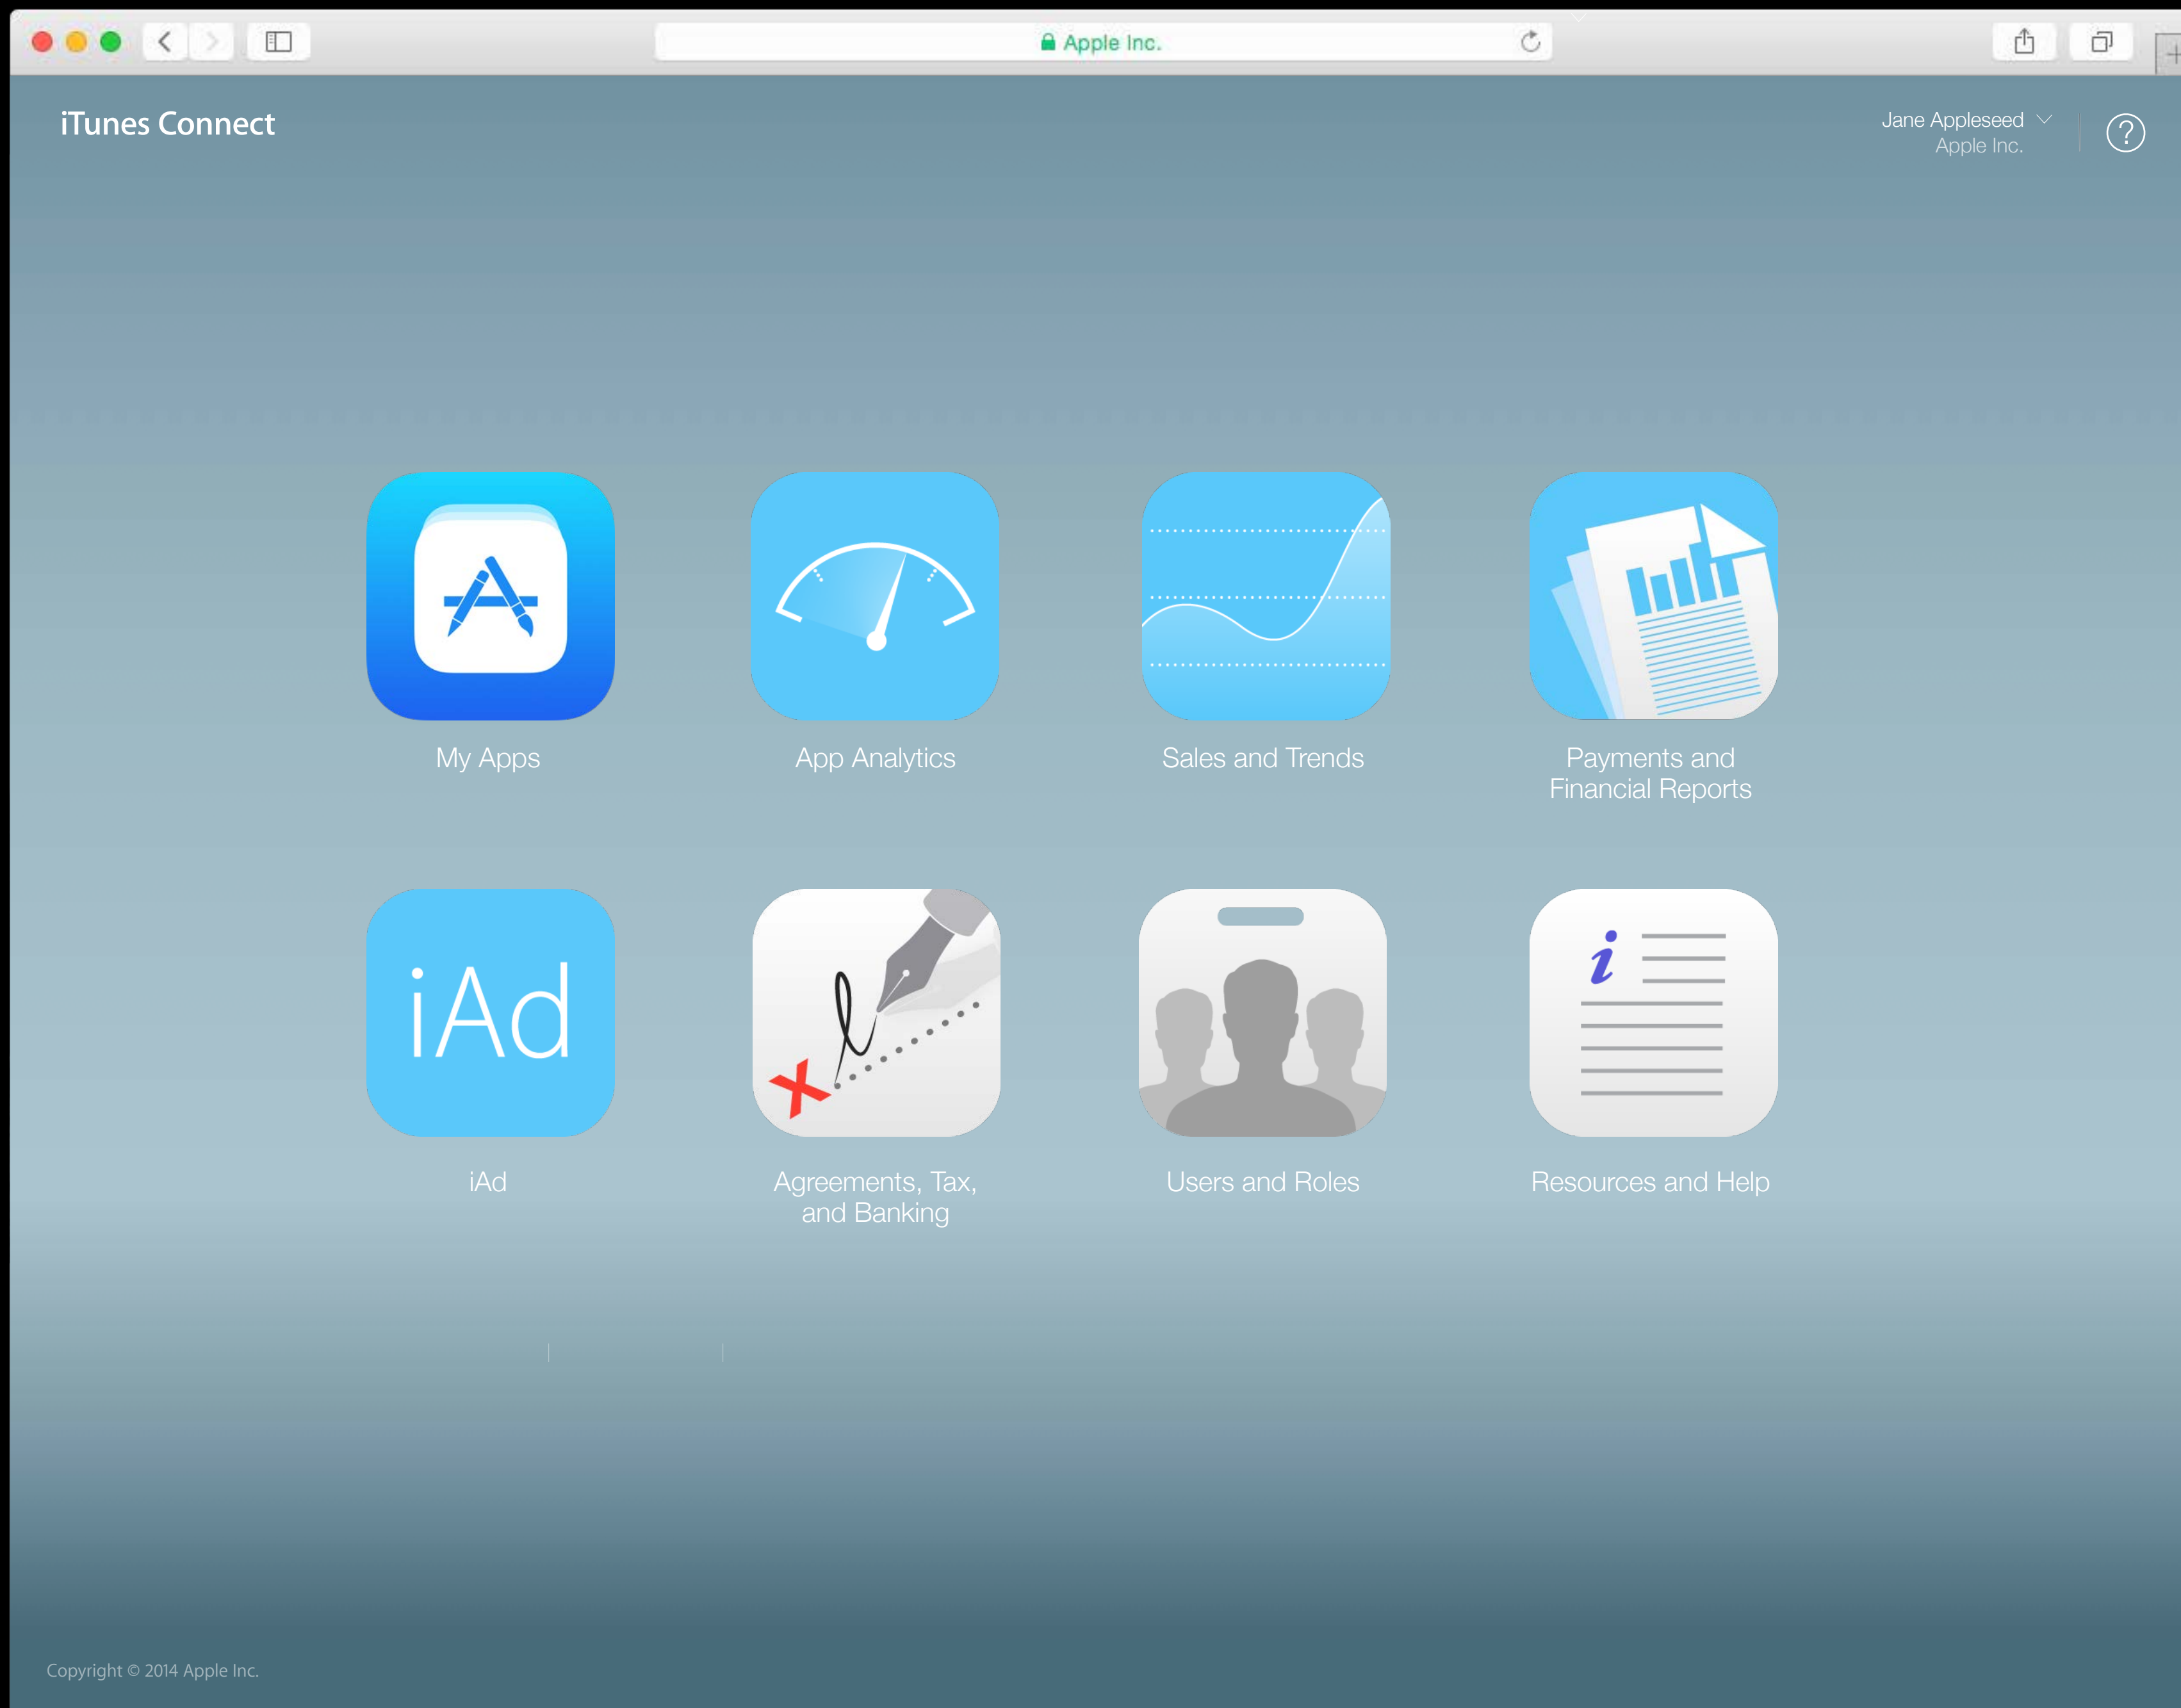 Apple Inc.
iTunes Connect
Jane Appleseed
Apple Inc.
?
My Apps
App Analytics
Sales and Trends
Payments and
Financial Reports
iAd
iAd
Agreements, Tax,
and Banking
Users and Roles
Resources and Help
Copyright © 2014 Apple Inc.